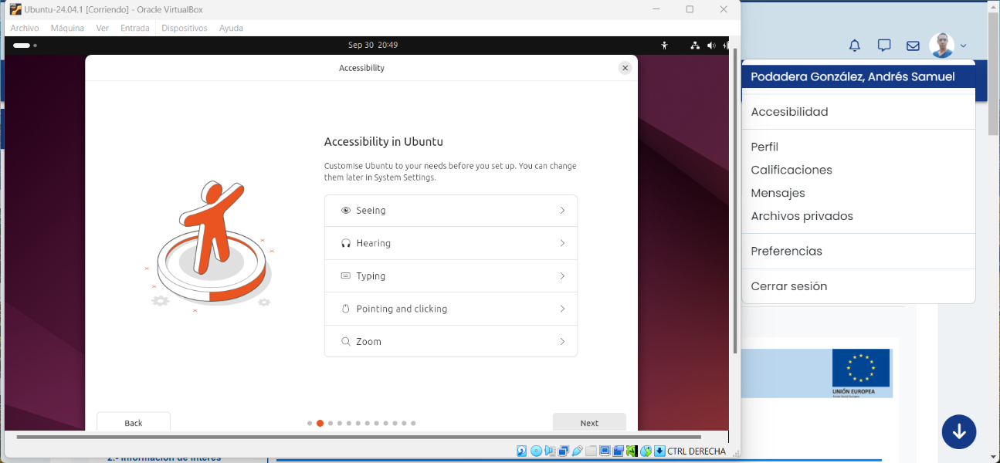 Ubuntu-24.04.1 [Corriendo] - Oracle VirtualBox
Archivo Máquina Ver Entrada Dispositivos Ayuda
Sep 30 20:49
Accessibility
Accessibility in Ubuntu
Customise Ubuntu to your needs before you set up. You can change
them later in System Settings.
Seeing
Hearing
Typing
Pointing and clicking
Zoom
Back
Next
CTRL DERECHA
Podadera González, Andrés Samuel
Accesibilidad
Perfil
Calificaciones
Mensajes
Archivos privados
Preferencias
Cerrar sesión
UNIÓN EUROPEA
Fondo Social Europeo
2.- Información de interés